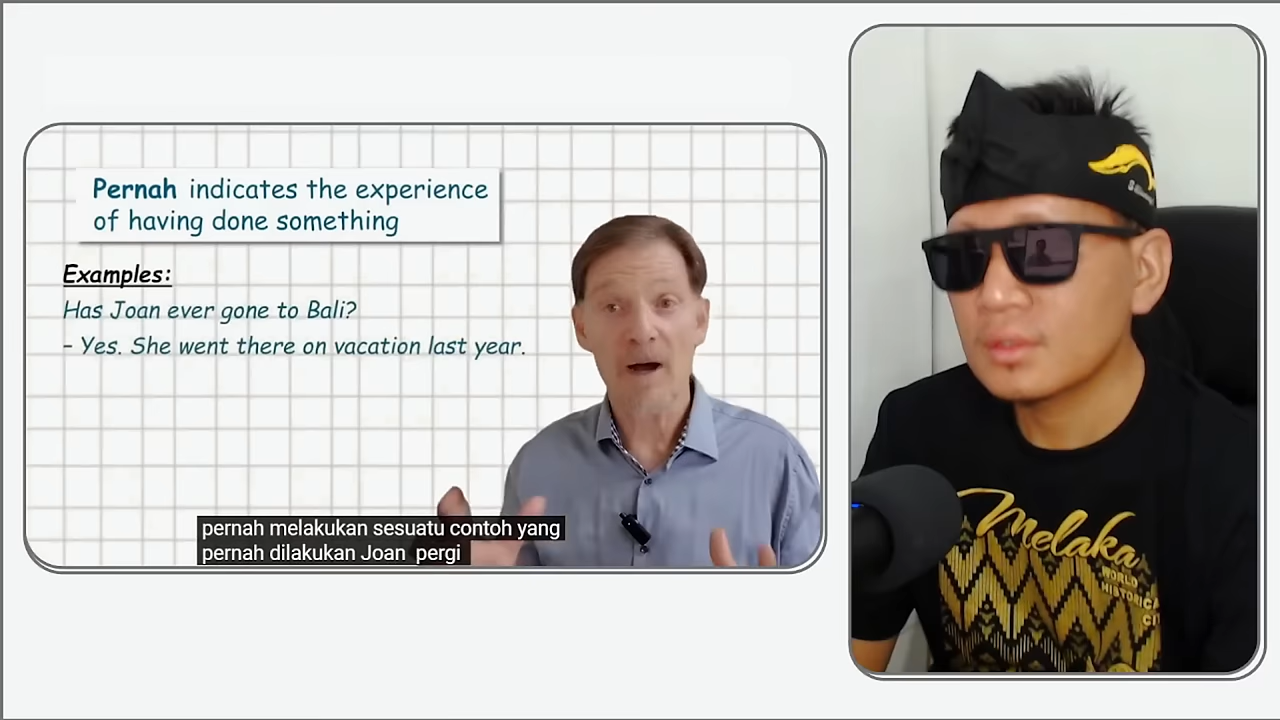 Pernah indicates the experience
of having done something
Examples:
Has Joan ever gone to Bali?
- Yes. She went there on vacation last year.
pernah melakukan sesuatu contoh yang
pernah dilakukan Joan pergi
Melaka
WORLD